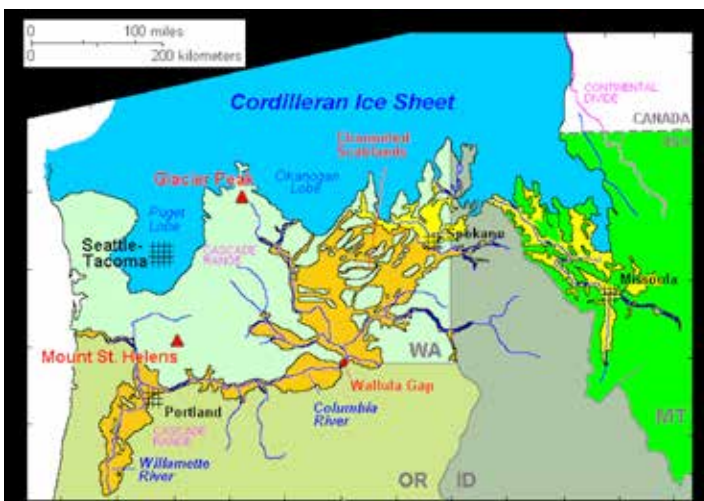 0 100 miles
0 200 kilometers
Cordilleran Ice Sheet
CONTINENTAL
DIVIDE
CANADA
Channeled
Scablands
Okanogan
Lobe
Glacier Peak
Puget
Lobe
Seattle-
Tacoma
CASCADE
RANGE
Spokane
Missoula
Mount St. Helens
WA
Wallula Gap
Portland
Columbia
River
CASCADE
RANGE
Willamette
River
OR
ID
MT